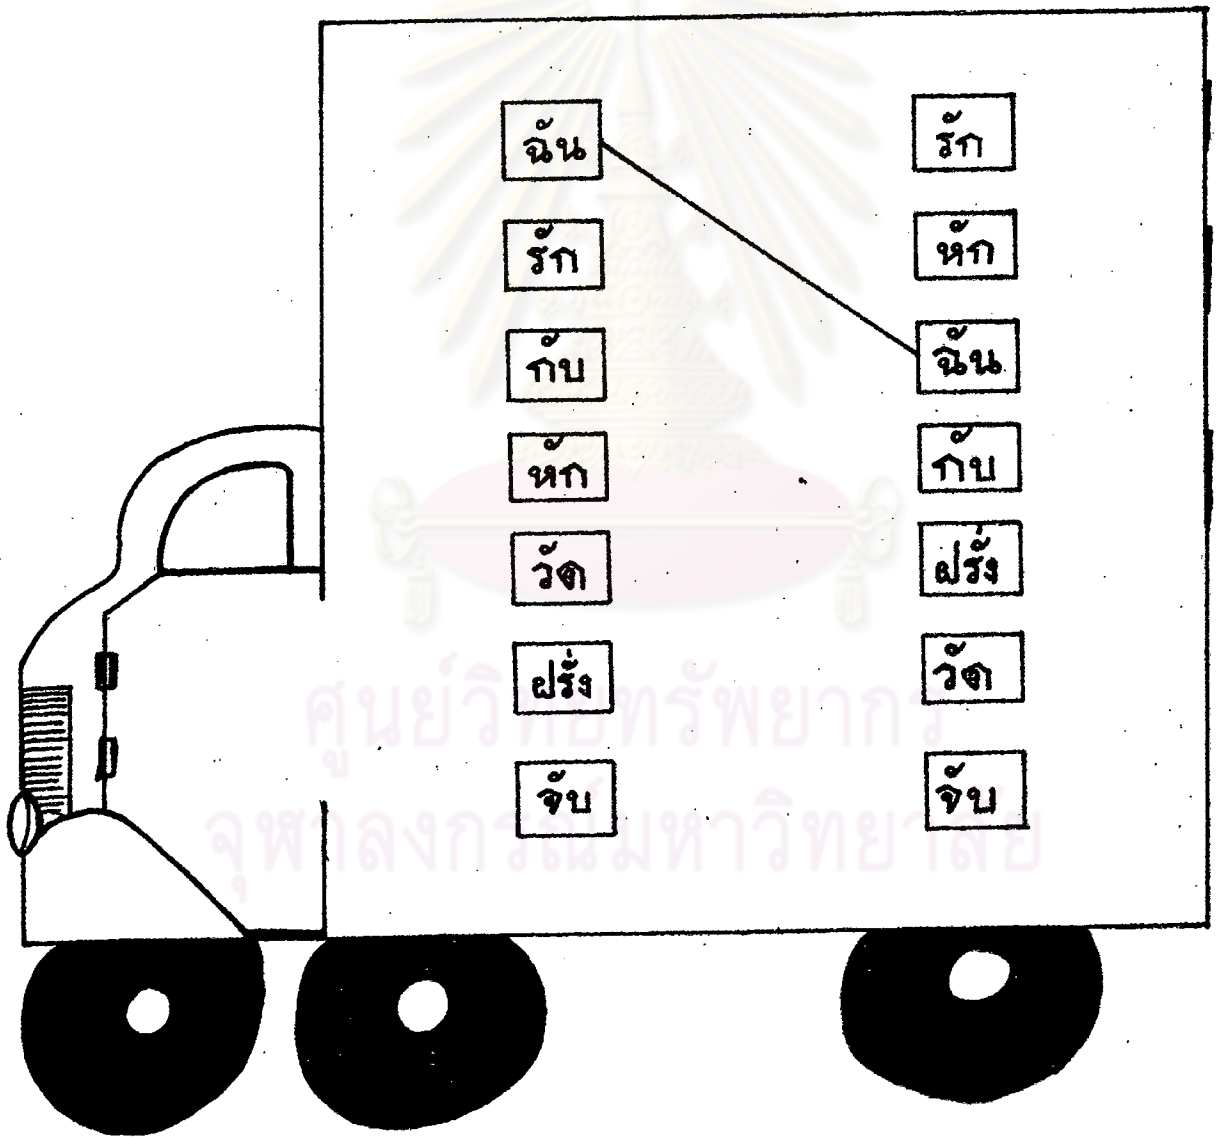 ฉัน รัก
รัก หัก
กับ ฉัน
หัก กับ
วัด ฝรั่ง
ฝรั่ง วัด
ศูนย์วิทยทรัพยากร
จับ จับ
จุฬาลงกรณ์มหาวิทยาลัย